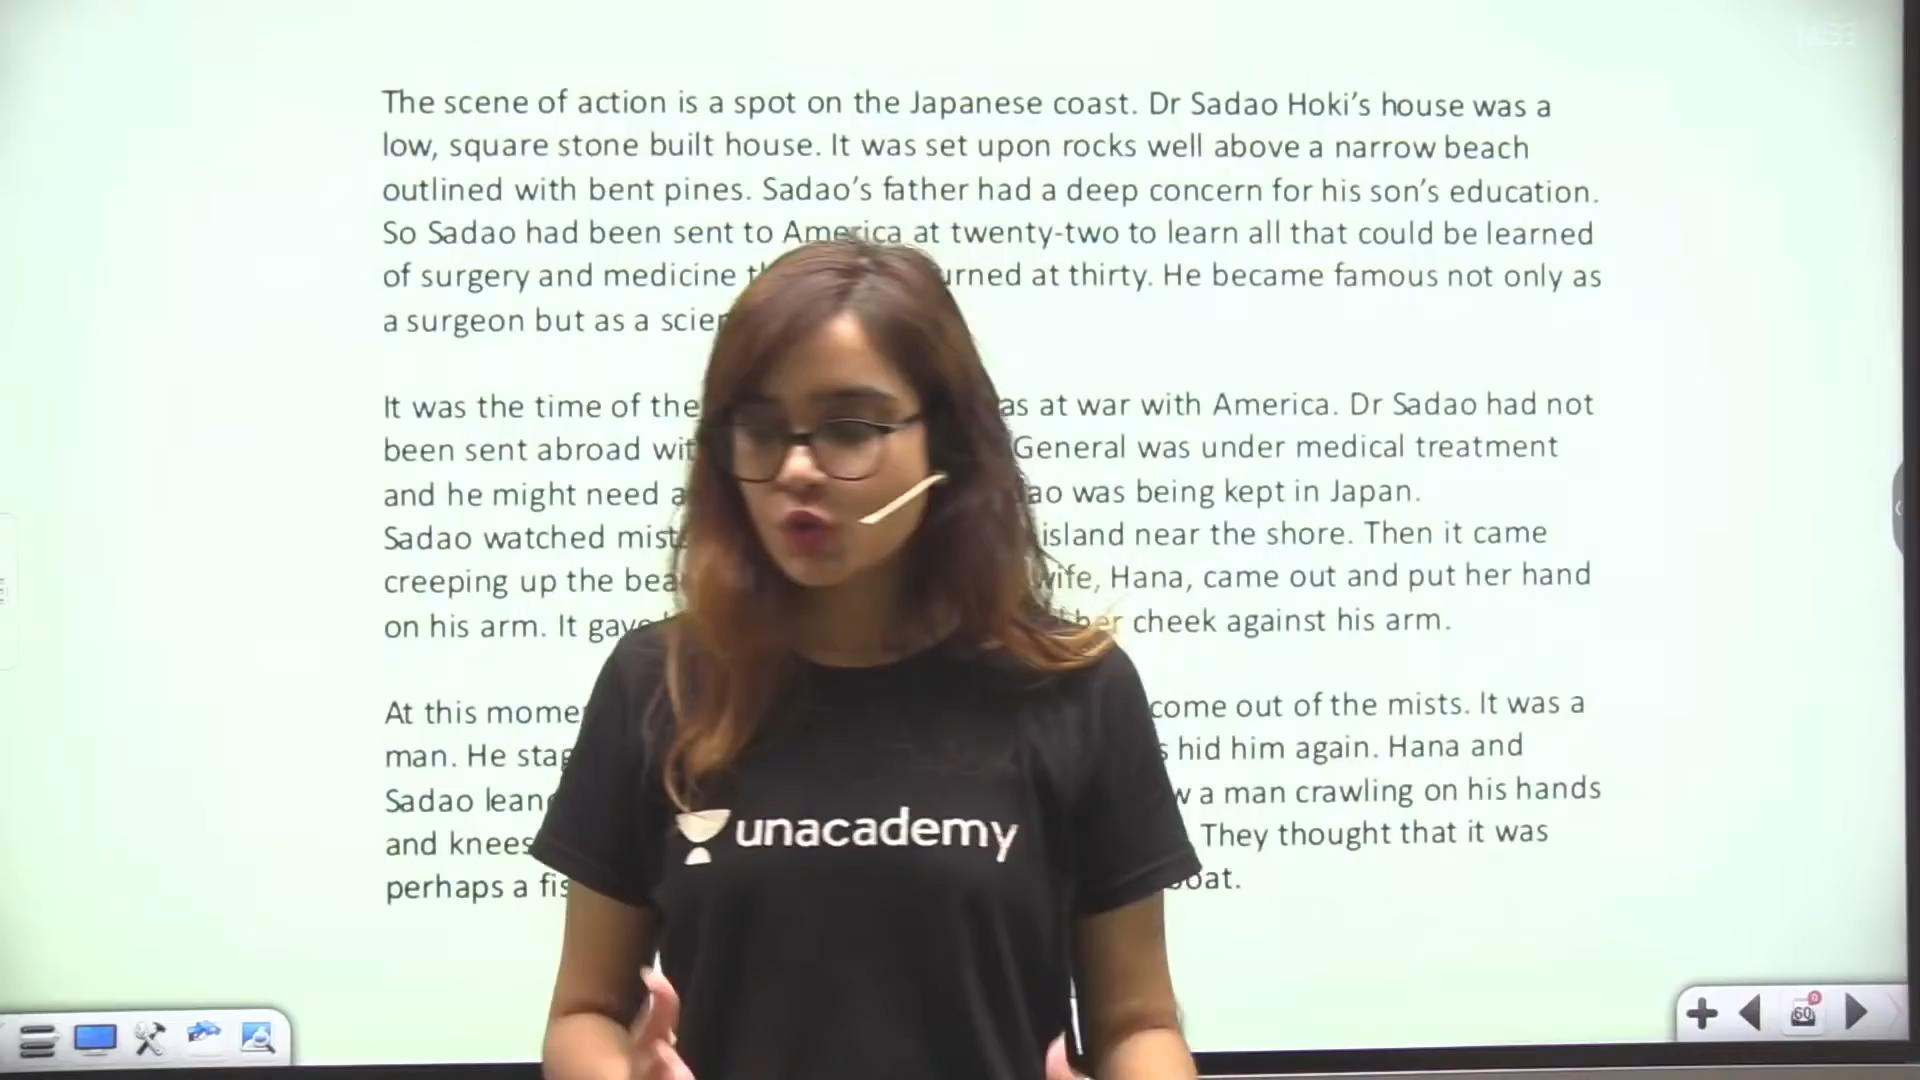 The scene of action is a spot on the Japanese coast. Dr Sadao Hoki's house was a
low, square stone built house. It was set upon rocks well above a narrow beach
outlined with bent pines. Sadao's father had a deep concern for his son's education.
So Sadao had been sent to America at twenty-two to learn all that could be learned
of surgery and medicine at thirty. He became famous not only as
a surgeon but as a
It was the time of the at war with America. Dr Sadao had not
been sent abroad General was under medical treatment
and he might need was being kept in Japan.
Sadao watched island near the shore. Then it came
creeping up the wife, Hana, came out and put her hand
on his arm. It her cheek against his arm.
At this come out of the mists. It was a
man. He hid him again. Hana and
Sadao a man crawling on his hands
and knees They thought that it was
perhaps a
unacademy
60
0